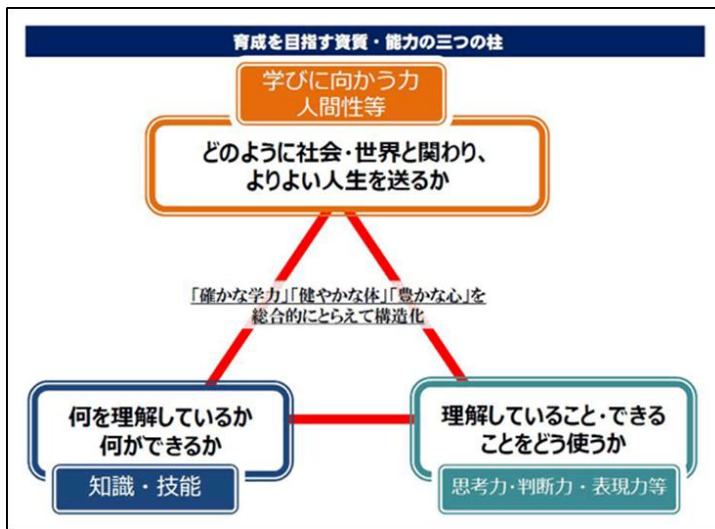 育成を目指す資質・能力の三つの柱
学びに向かう力
人間性等
どのように社会・世界と関わり、
よりよい人生を送るか
「確かな学力」「健やかな体」「豊かな心」を
総合的にとらえて構造化
何を理解しているか
何ができるか
知識・技能
理解していること・できる
ことをどう使うか
思考力・判断力・表現力等